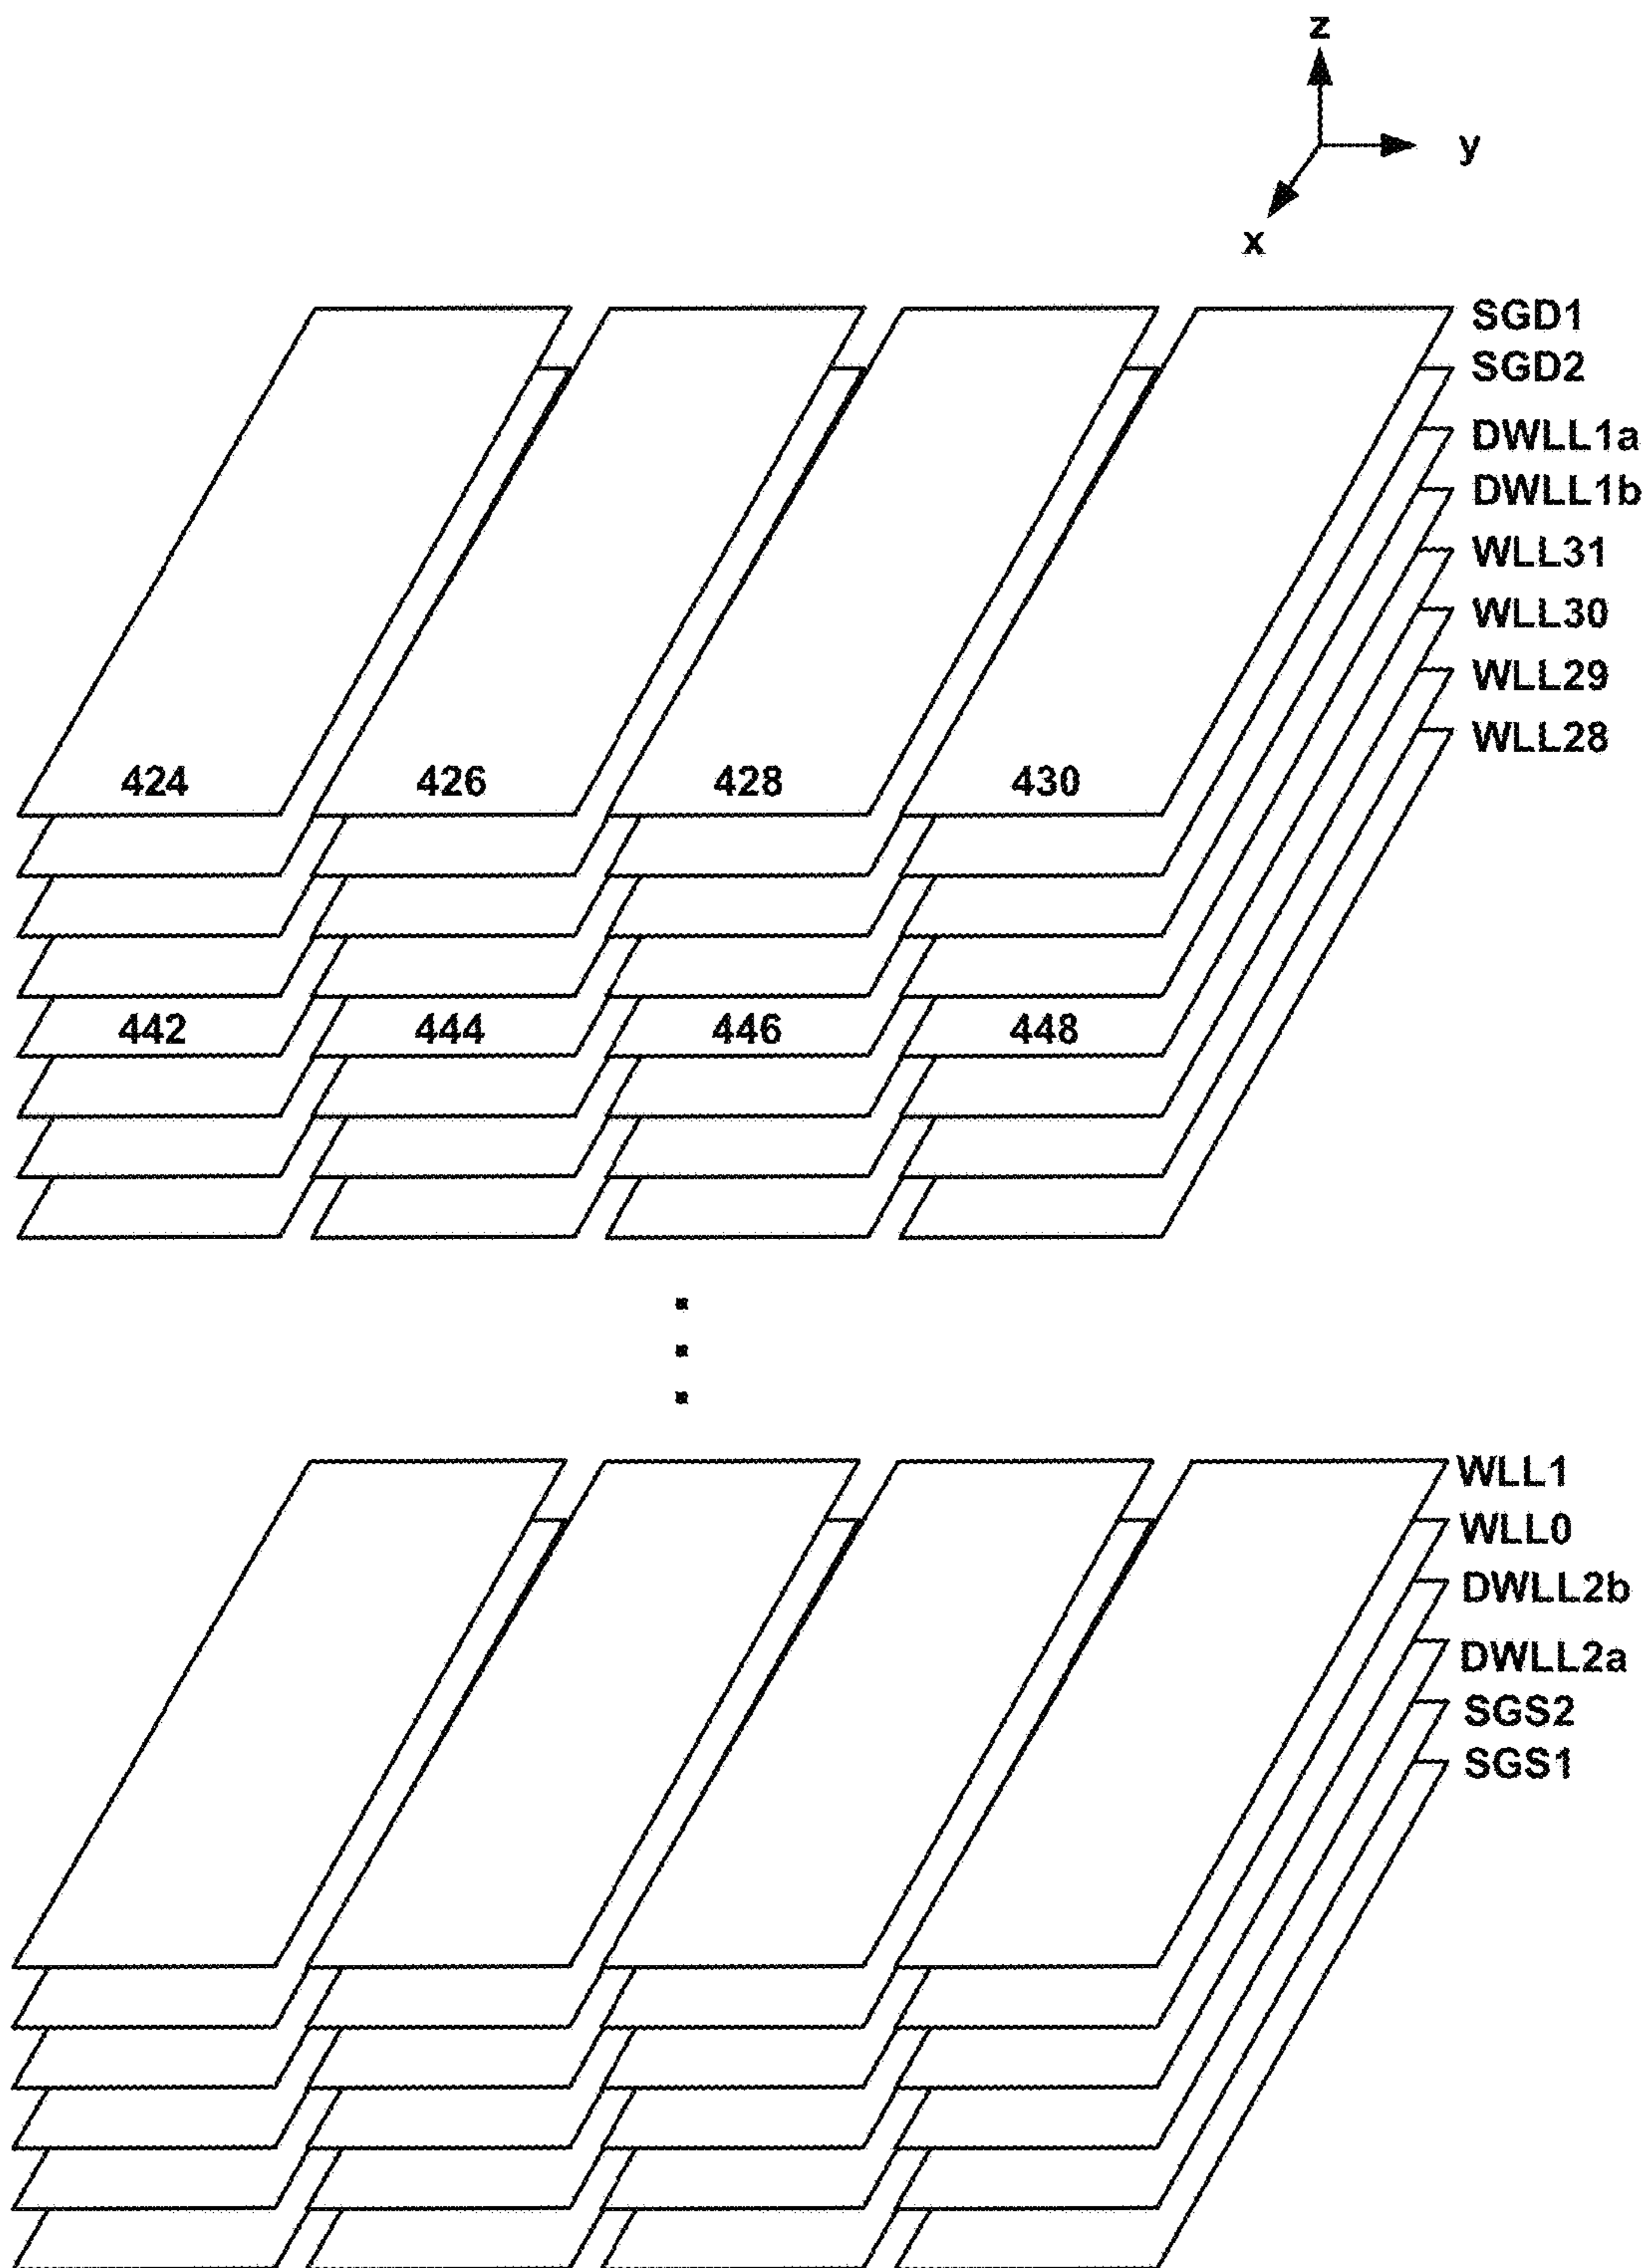 z
y
x
SGD1
SGD2
DWLL1a
DWLL1b
WLL31
WLL30
WLL29
WLL28
424 426 428 430
442 444 446 448
WLL1
WLL0
DWLL2b
DWLL2a
SGS2
SGS1